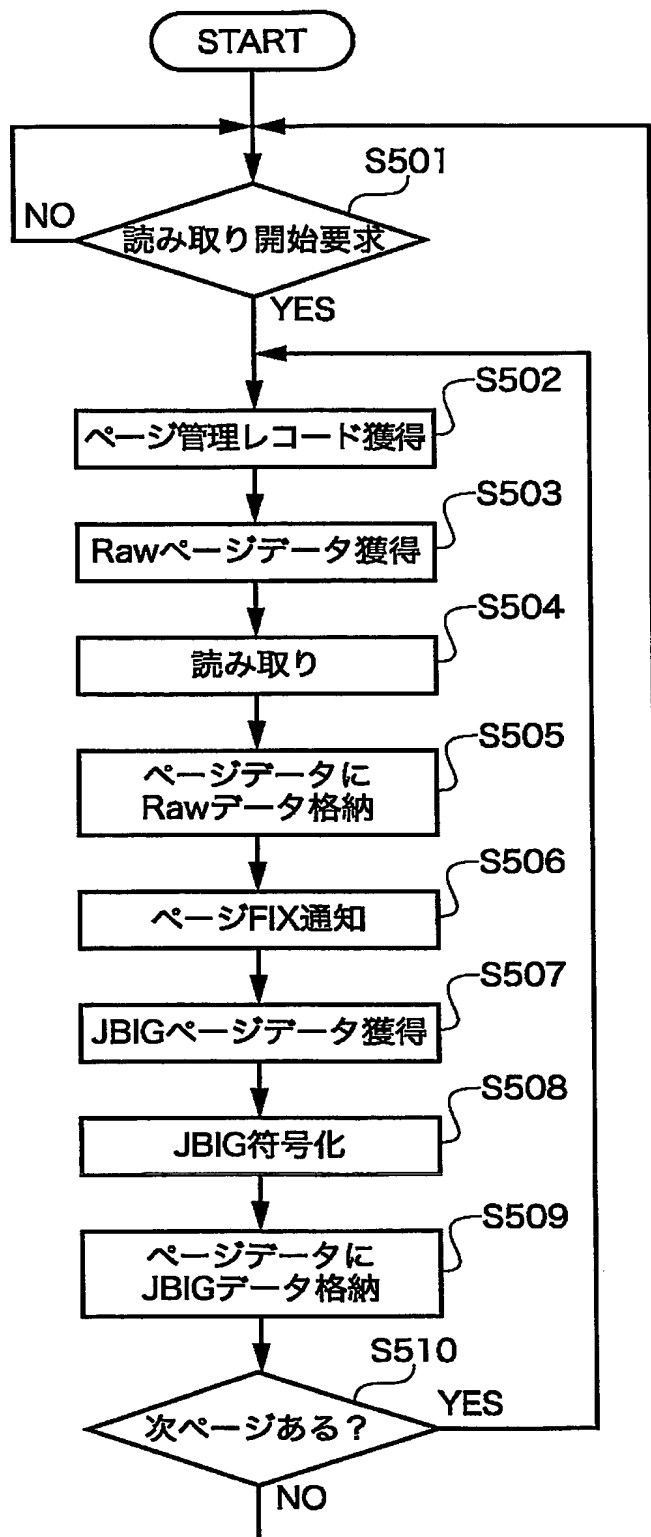 START
S501
NO
読み取り開始要求
YES
S502
ページ管理レコード獲得
S503
Rawページデータ獲得
S504
読み取り
S505
ページデータに
Rawデータ格納
S506
ページFIX通知
S507
JBIGページデータ獲得
S508
JBIG符号化
S509
ページデータに
JBIGデータ格納
S510
次ページある?
YES
NO